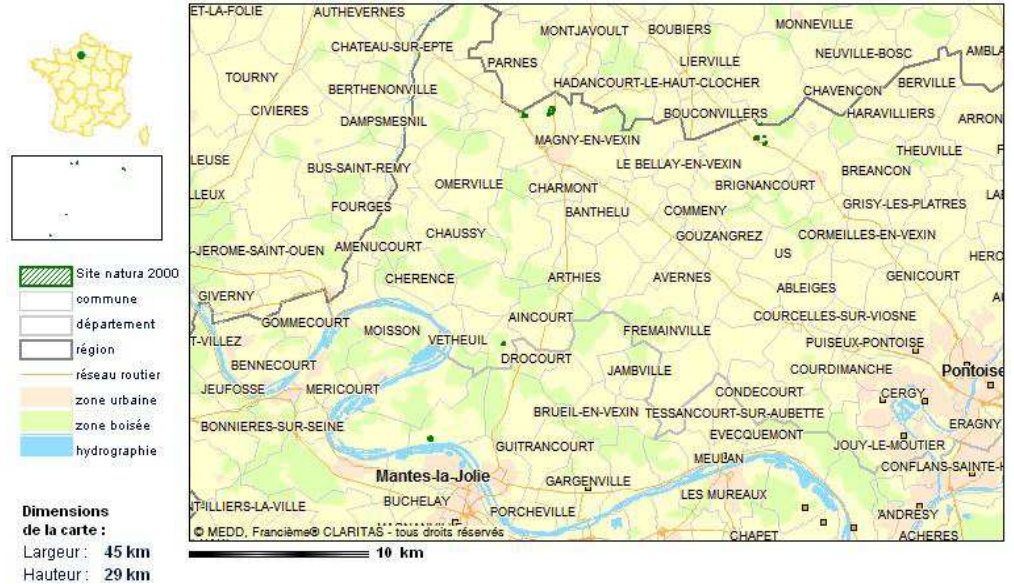 ET-LA-FOLIE
AUTHEVERNES
MONTJAVOULT
BOUBIERS
MONNEVILLE
CHATEAU-SUR-EPTE
PARNES
LIERVILLE
NEUVILLE-BOSC
AMBLA
TOURNY
BERTHENONVILLE
HADANCOURT-LE-HAUT-CLOCHER
CHAVENCON
BERVILLE
CIVIERES
DAMPSMESNIL
BOUCONVILLERS
HARAVILLIERS
ARRON
MAGNY-EN-VEXIN
THEUVILLE
LEUSE
BUS-SAINT-REMY
LE BELLAY-EN-VEXIN
BREANCON
OMERVILLE
CHARMONT
BRIGNANCOURT
LLEUX
FOURGES
BANTHELU
COMMENY
GRISY-LES-PLATRES
LA
CHAUSSY
GOUZANGREZ
CORMEILLES-EN-VEXIN
-JEROME-SAINT-OUEN
AMENUCOURT
US
HERO
CHERENCE
ARTHIES
AVERNES
ABLEIGES
GENICOURT
GIVERNY
GOMMECOURT
MOISSON
AINCOURT
COURCELLES-SUR-VIOSNE
T-VILLEZ
VETHEUIL
FREMAINVILLE
PUISEUX-PONTOISE
BENNECOURT
DROCOURT
JAMBVILLE
COURDIMANCHE
Pontoise
JEUFOSSE
MERICOURT
CONDECOURT
CERGY
BRUEIL-EN-VEXIN
TESSANCOURT-SUR-AUBETTE
ERAGNY
BONNIERES-SUR-SEINE
GUITRANCOURT
EVECQUEMONT
JOUY-LE-MOUTIER
MEULAN
CONFLANS-SAINTE-H
Mantes-la-Jolie
GARGENVILLE
LES MUREAUX
BUCHELAY
PORCHEVILLE
ANDRESY
T-ILLIERS-LA-VILLE
CHAPET
ACHERES
© MEDD, Francième® CLARITAS - tous droits réservés
10 km
Site natura 2000
commune
département
région
réseau routier
zone urbaine
zone boisée
hydrographie
Dimensions
de la carte :
Largeur : 45 km
Hauteur : 29 km